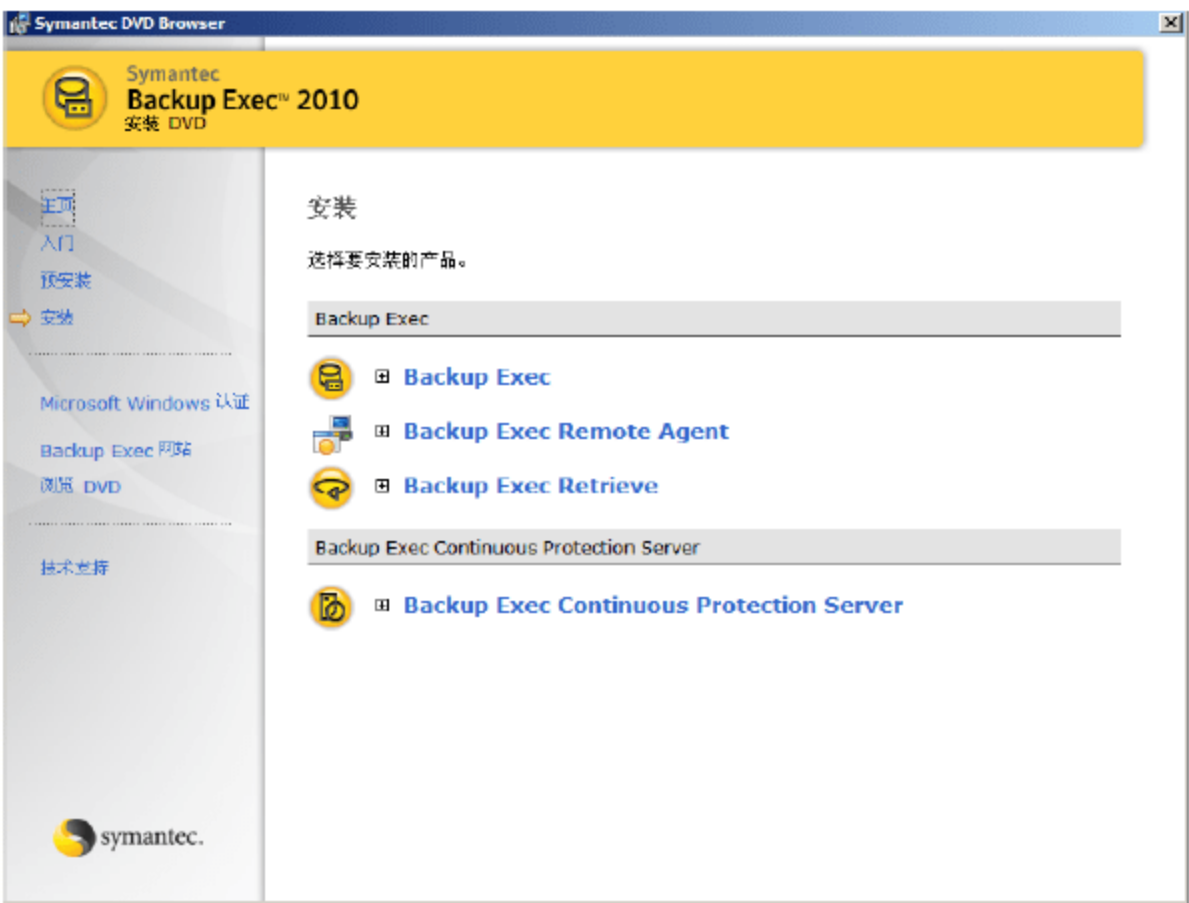 Symantec DVD Browser
Symantec
Backup Exec™ 2010
安装 DVD
主页
入门
预安装
安装
Microsoft Windows 认证
Backup Exec 网站
浏览 DVD
技术支持
symantec.
安装
选择要安装的产品。
Backup Exec
Backup Exec
Backup Exec Remote Agent
Backup Exec Retrieve
Backup Exec Continuous Protection Server
Backup Exec Continuous Protection Server